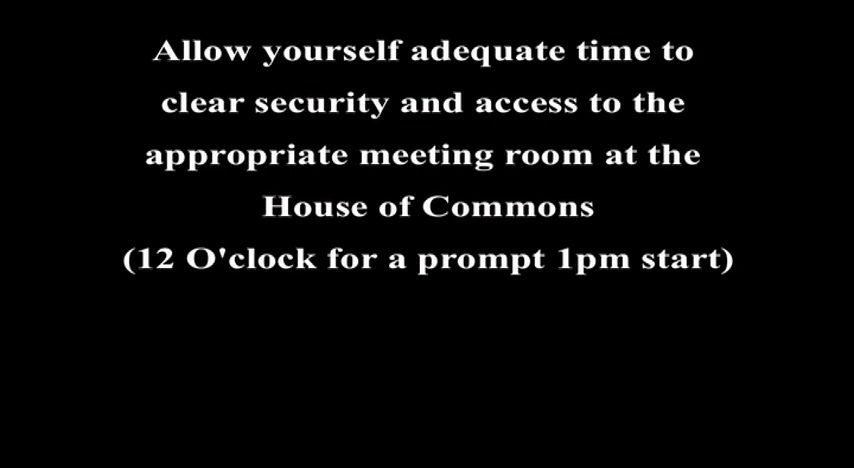 Allow yourself adequate time to
clear security and access to the
appropriate meeting room at the
House of Commons
(12 O'clock for a prompt 1pm start)